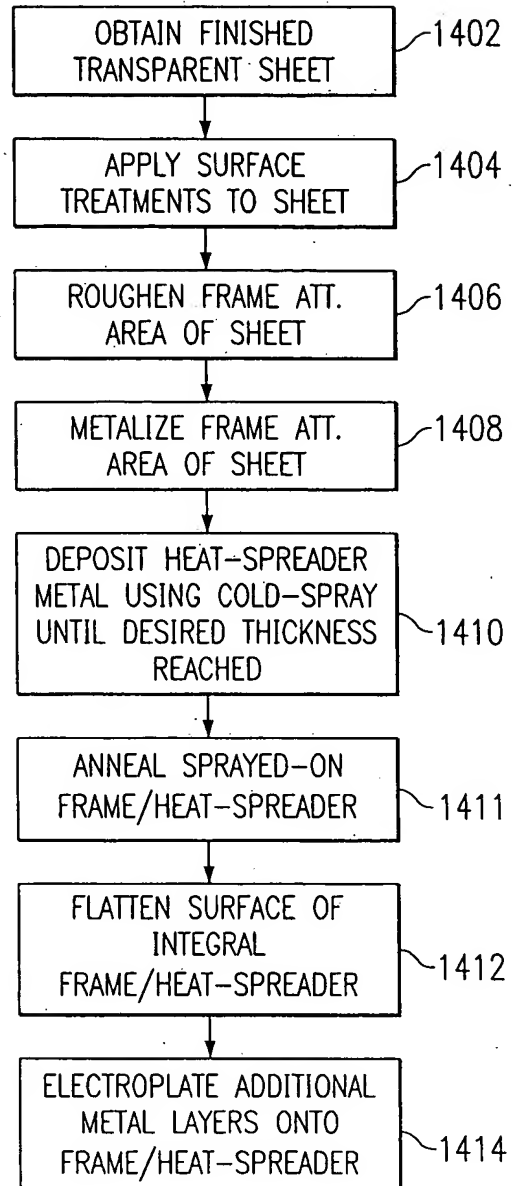 OBTAIN FINISHED
TRANSPARENT SHEET
1402
APPLY SURFACE
TREATMENTS TO SHEET
1404
ROUGHEN FRAME ATT.
AREA OF SHEET
1406
METALIZE FRAME ATT.
AREA OF SHEET
1408
DEPOSIT HEAT-SPREADER
METAL USING COLD-SPRAY
UNTIL DESIRED THICKNESS
REACHED
1410
ANNEAL SPRAYED-ON
FRAME/HEAT-SPREADER
1411
FLATTEN SURFACE OF
INTEGRAL
FRAME/HEAT-SPREADER
1412
ELECTROPLATE ADDITIONAL
METAL LAYERS ONTO
FRAME/HEAT-SPREADER
1414